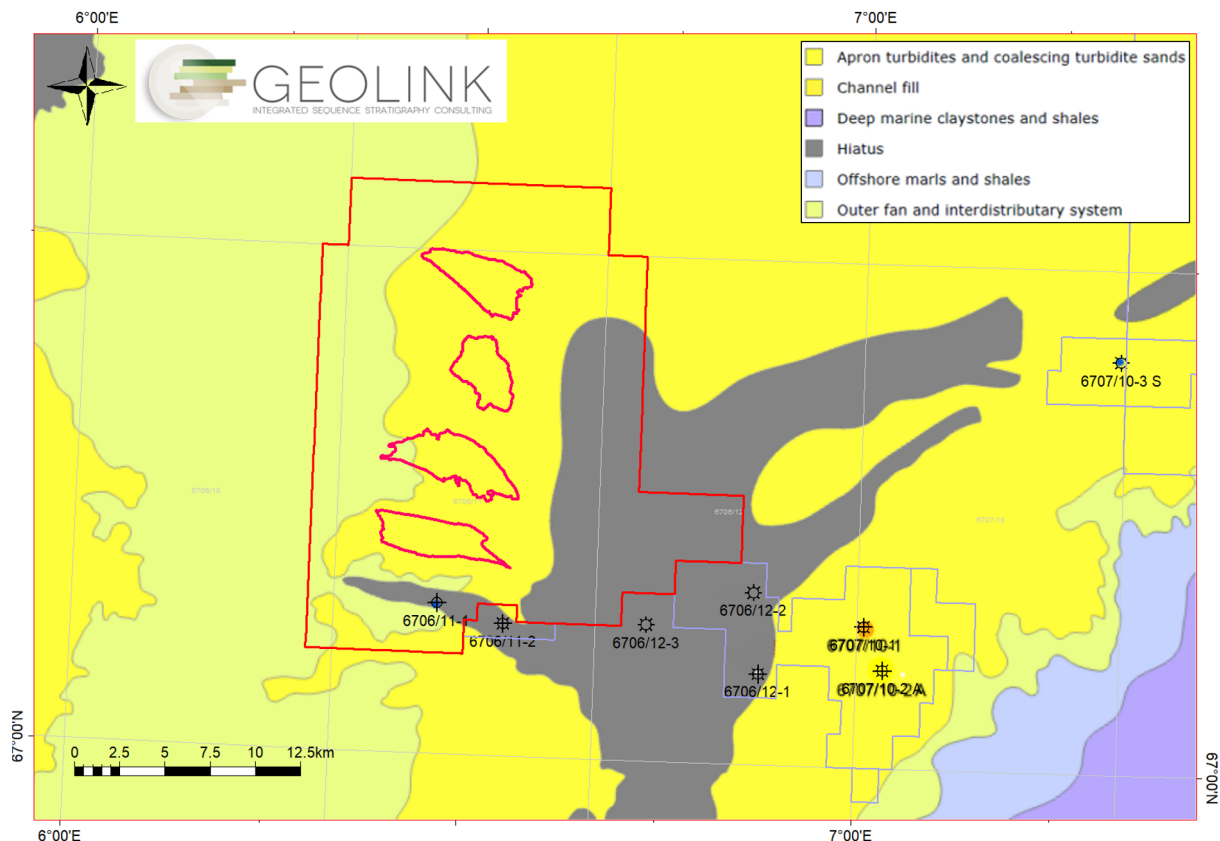 6°00'E 7°00'E
GEOLINK
INTEGRATED SEQUENCE STRATIGRAPHY CONSULTING
Apron turbidites and coalescing turbidite sands
Channel fill
Deep marine claystones and shales
Hiatus
Offshore marls and shales
Outer fan and interdistributary system
6707/10-3 S
6706/12-2
6706/11-1
6706/11-2
6706/12-3
6707/10-1
6706/12-1
6707/10-2 A
67°00'N
0 2.5 5 7.5 10 12.5km
67°00'N
6°00'E 7°00'E